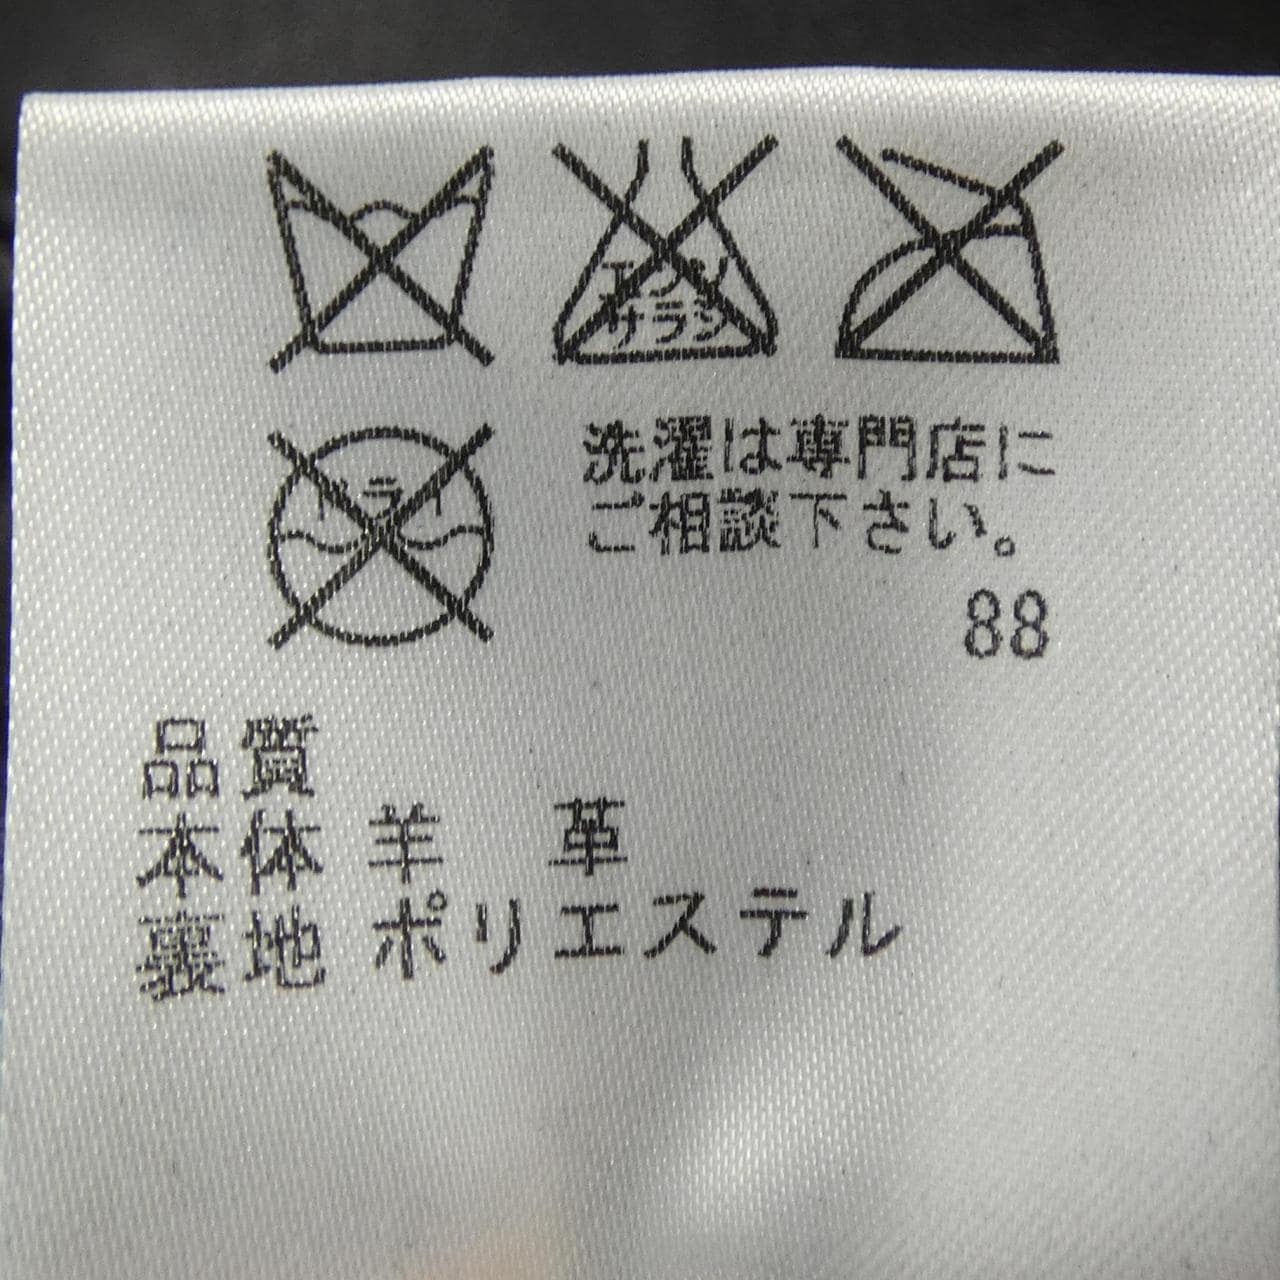 エンソ
サラシ
ドライ
洗濯は専門店に
ご相談下さい。
88
品質
本体 羊 革
裏地 ポリエステル